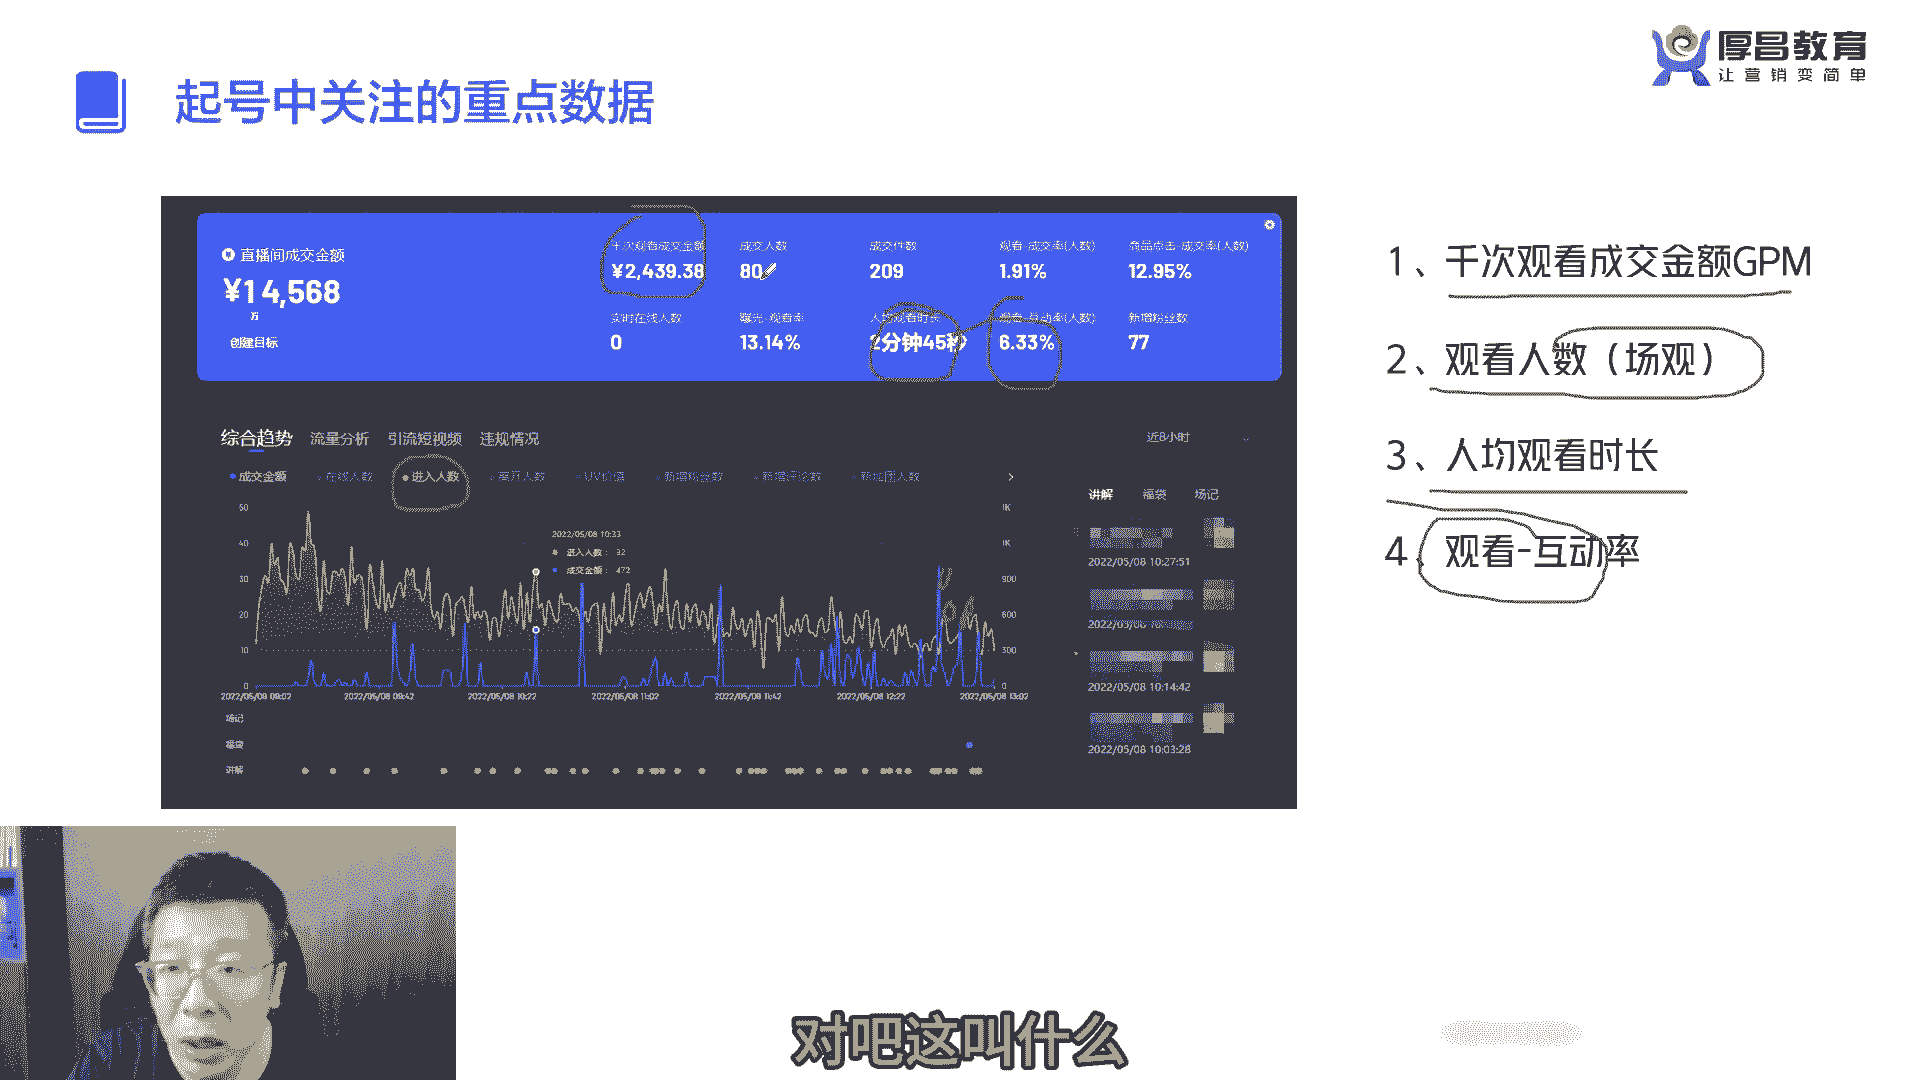 厚昌教育
让营销变简单
起号中关注的重点数据
直播间成交金额
¥14,568
万
创建目标
千次观看成交金额
¥2,439.38
成交人数
80
成交件数
209
观看-成交率(人数)
1.91%
商品点击-成交率(人数)
12.95%
实时在线人数
0
曝光-观看率
13.14%
人均观看时长
2分钟45秒
观看-互动率(人数)
6.33%
新增粉丝数
77
1、千次观看成交金额GPM
2、观看人数（场观）
3、人均观看时长
4、观看-互动率
综合趋势 流量分析 引流短视频 违规情况
近8小时
成交金额 在线人数 进入人数 离开人数 UV价值 新增粉丝数 新增评论数 新加团人数
讲解 福袋 场记
50
40
30
20
10
0
1K
1K
900
600
300
0
2022/05/08 10:33
进入人数： 32
成交金额： 472
2022/05/08 09:02 2022/05/08 09:42 2022/05/08 10:22 2022/05/08 11:02 2022/05/08 11:42 2022/05/08 12:22 2022/05/08 13:02
场记
福袋
讲解
2022/05/08 10:27:51
2022/05/08 10:14:42
2022/05/08 10:03:28
对吧这叫什么